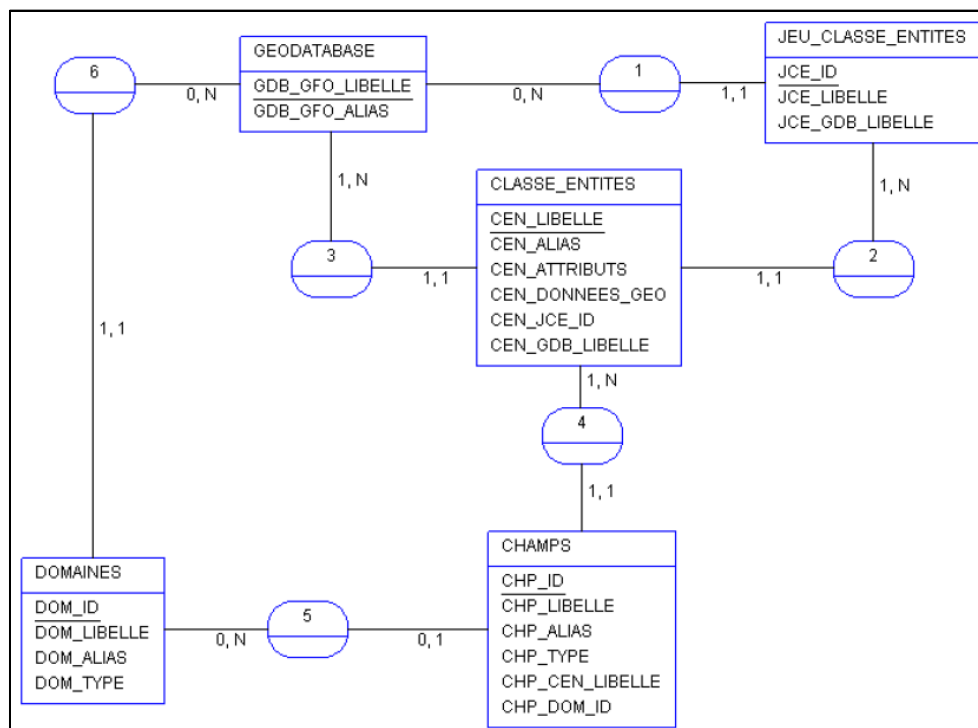 6
0, N
GEODATABASE
GDB_GFO_LIBELLE
GDB_GFO_ALIAS
0, N
1
1,1
JEU_CLASSE_ENTITES
JCE_ID
JCE_LIBELLE
JCE_GDB_LIBELLE
1, N
3
1,1
CLASSE_ENTITES
CEN_LIBELLE
CEN_ALIAS
CEN_ATTRIBUTS
CEN_DONNEES_GEO
CEN_JCE_ID
CEN_GDB_LIBELLE
1,1
2
1, N
1, N
4
1,1
1,1
DOMAINES
DOM_ID
DOM_LIBELLE
DOM_ALIAS
DOM_TYPE
0, N
5
0, 1
CHAMPS
CHP_ID
CHP_LIBELLE
CHP_ALIAS
CHP_TYPE
CHP_CEN_LIBELLE
CHP_DOM_ID